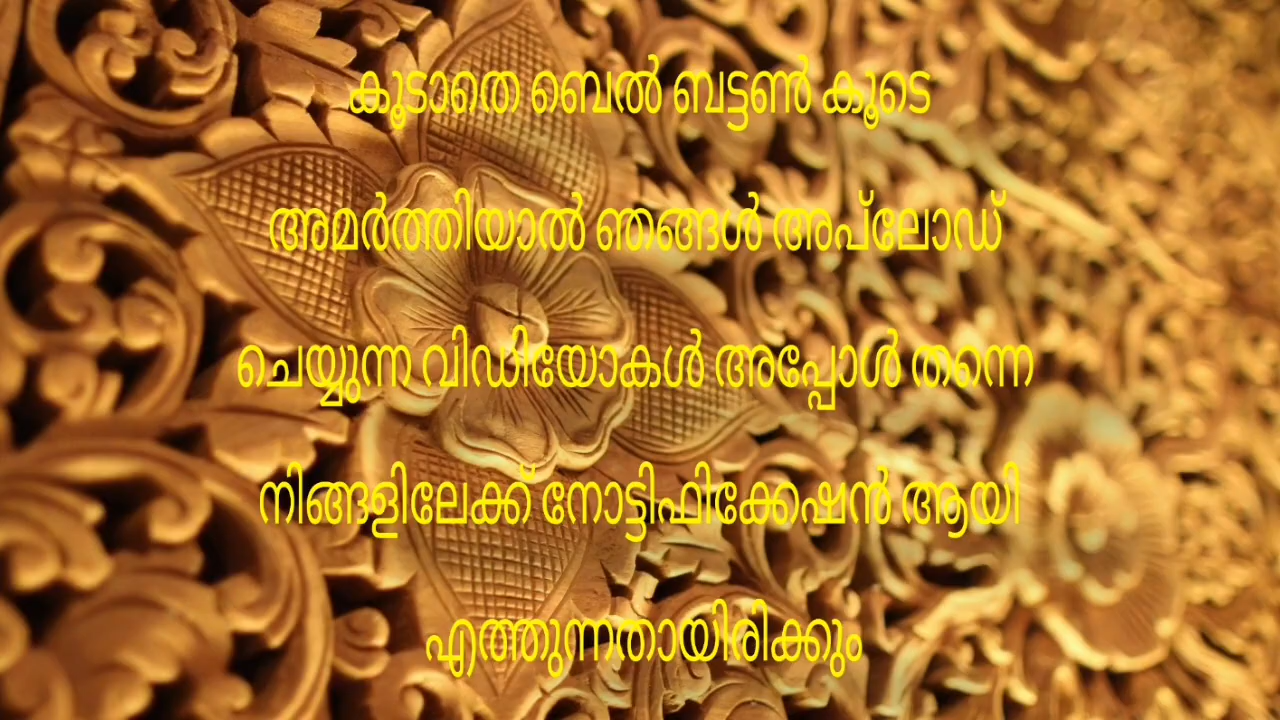 കൂടാതെ ബെൽ ബട്ടൺ കൂടെ
അമർത്തിയാൽ ഞങ്ങൾ അപ്ലോഡ്
ചെയ്യുന്ന വിഡിയോകൾ അപ്പോൾ തന്നെ
നിങ്ങളിലേക്ക് നോട്ടിഫിക്കേഷൻ ആയി
എത്തുന്നതായിരിക്കും